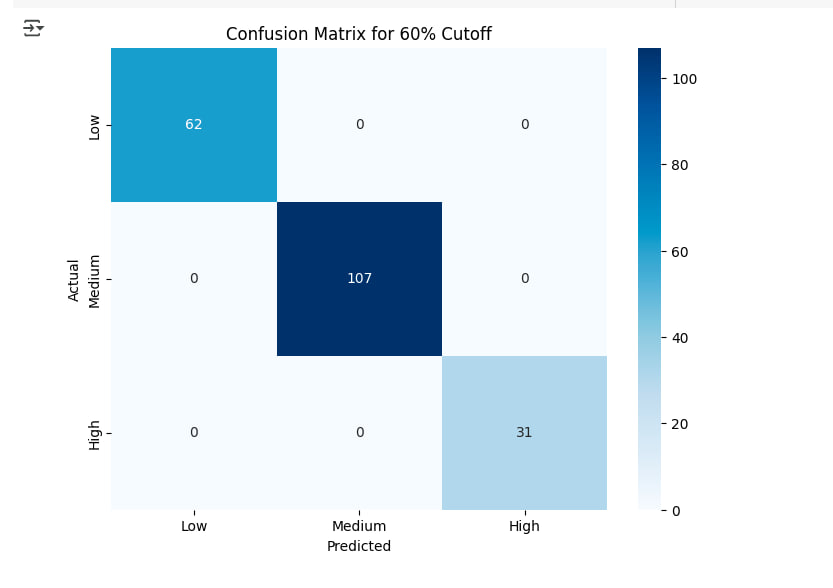 Confusion Matrix for 60% Cutoff
Low
62
0
0
100
80
60
Actual
Medium
0
107
0
40
20
High
0
0
31
0
Low
Medium
High
Predicted